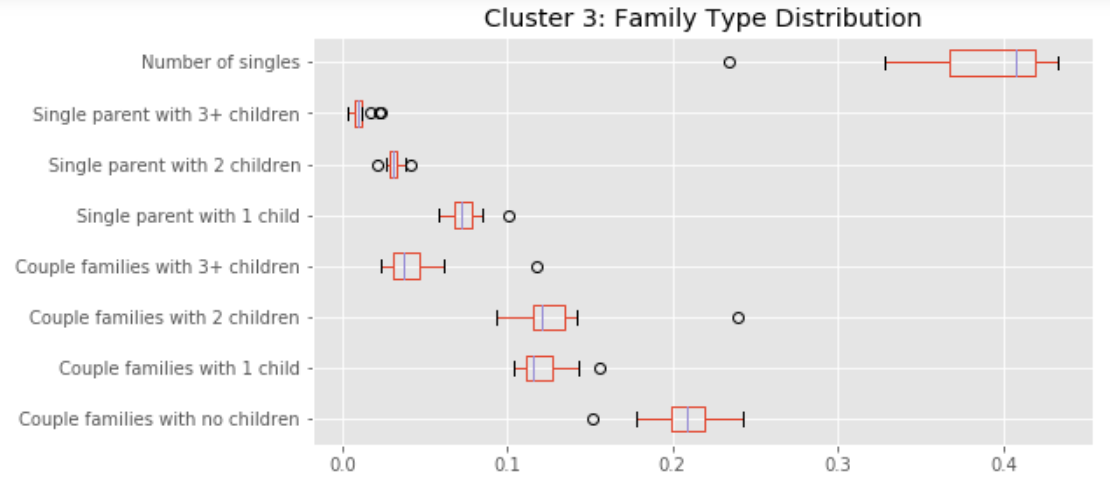 Cluster 3: Family Type Distribution
Number of singles
Single parent with 3+ children
Single parent with 2 children
Single parent with 1 child
Couple families with 3+ children
Couple families with 2 children
Couple families with 1 child
Couple families with no children
0.0 0.1 0.2 0.3 0.4